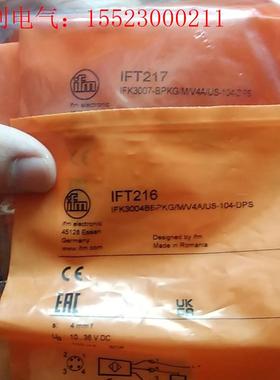 利电气：15523000211
ifm
ifm electronic
IFT217
IFK3007-BPKG/M/V4A/US-104-DPS
ifm
ifm electronic
45128 Essen
Germany
www.ifm.com
IFT216
IFK3004BBPKG/M/V4A/US-104-DPS
Designed by ifm
Made in Romania
CE
EAC
UK
CA
s: 4 mm f
UB 10...36 V DC